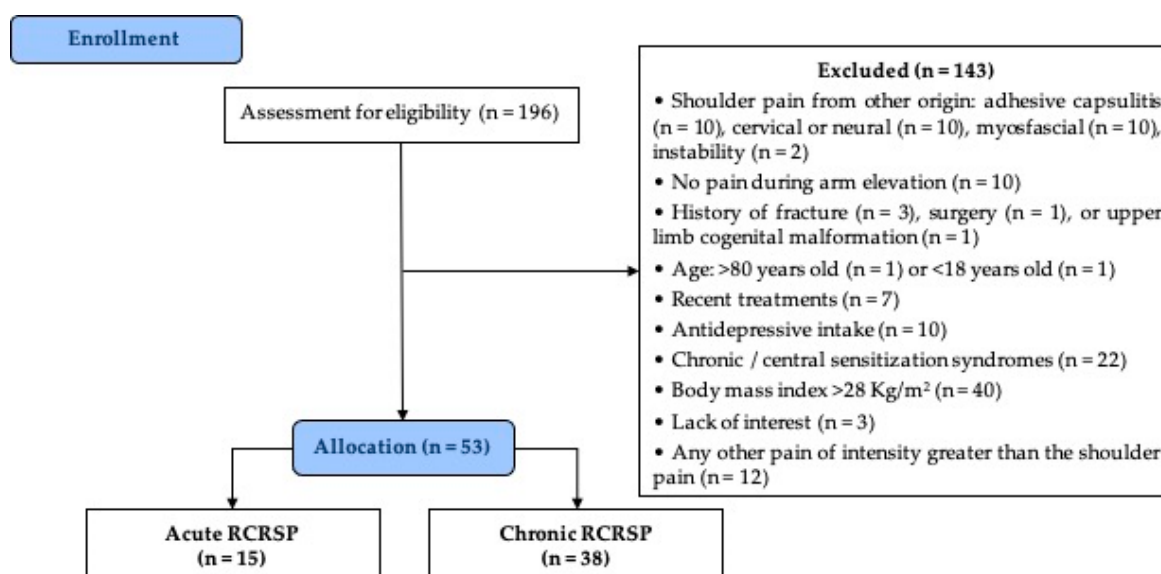 Enrollment
Assessment for eligibility (n = 196)
Excluded (n = 143)
• Shoulder pain from other origin: adhesive capsulitis
(n = 10), cervical or neural (n = 10), myosfascial (n = 10),
instability (n = 2)
• No pain during arm elevation (n = 10)
• History of fracture (n = 3), surgery (n = 1), or upper
limb cogenital malformation (n = 1)
• Age: >80 years old (n = 1) or <18 years old (n = 1)
• Recent treatments (n = 7)
• Antidepressive intake (n = 10)
• Chronic / central sensitization syndromes (n = 22)
• Body mass index >28 Kg/m² (n = 40)
• Lack of interest (n = 3)
• Any other pain of intensity greater than the shoulder
pain (n = 12)
Allocation (n = 53)
Acute RCRSP
(n = 15)
Chronic RCRSP
(n = 38)